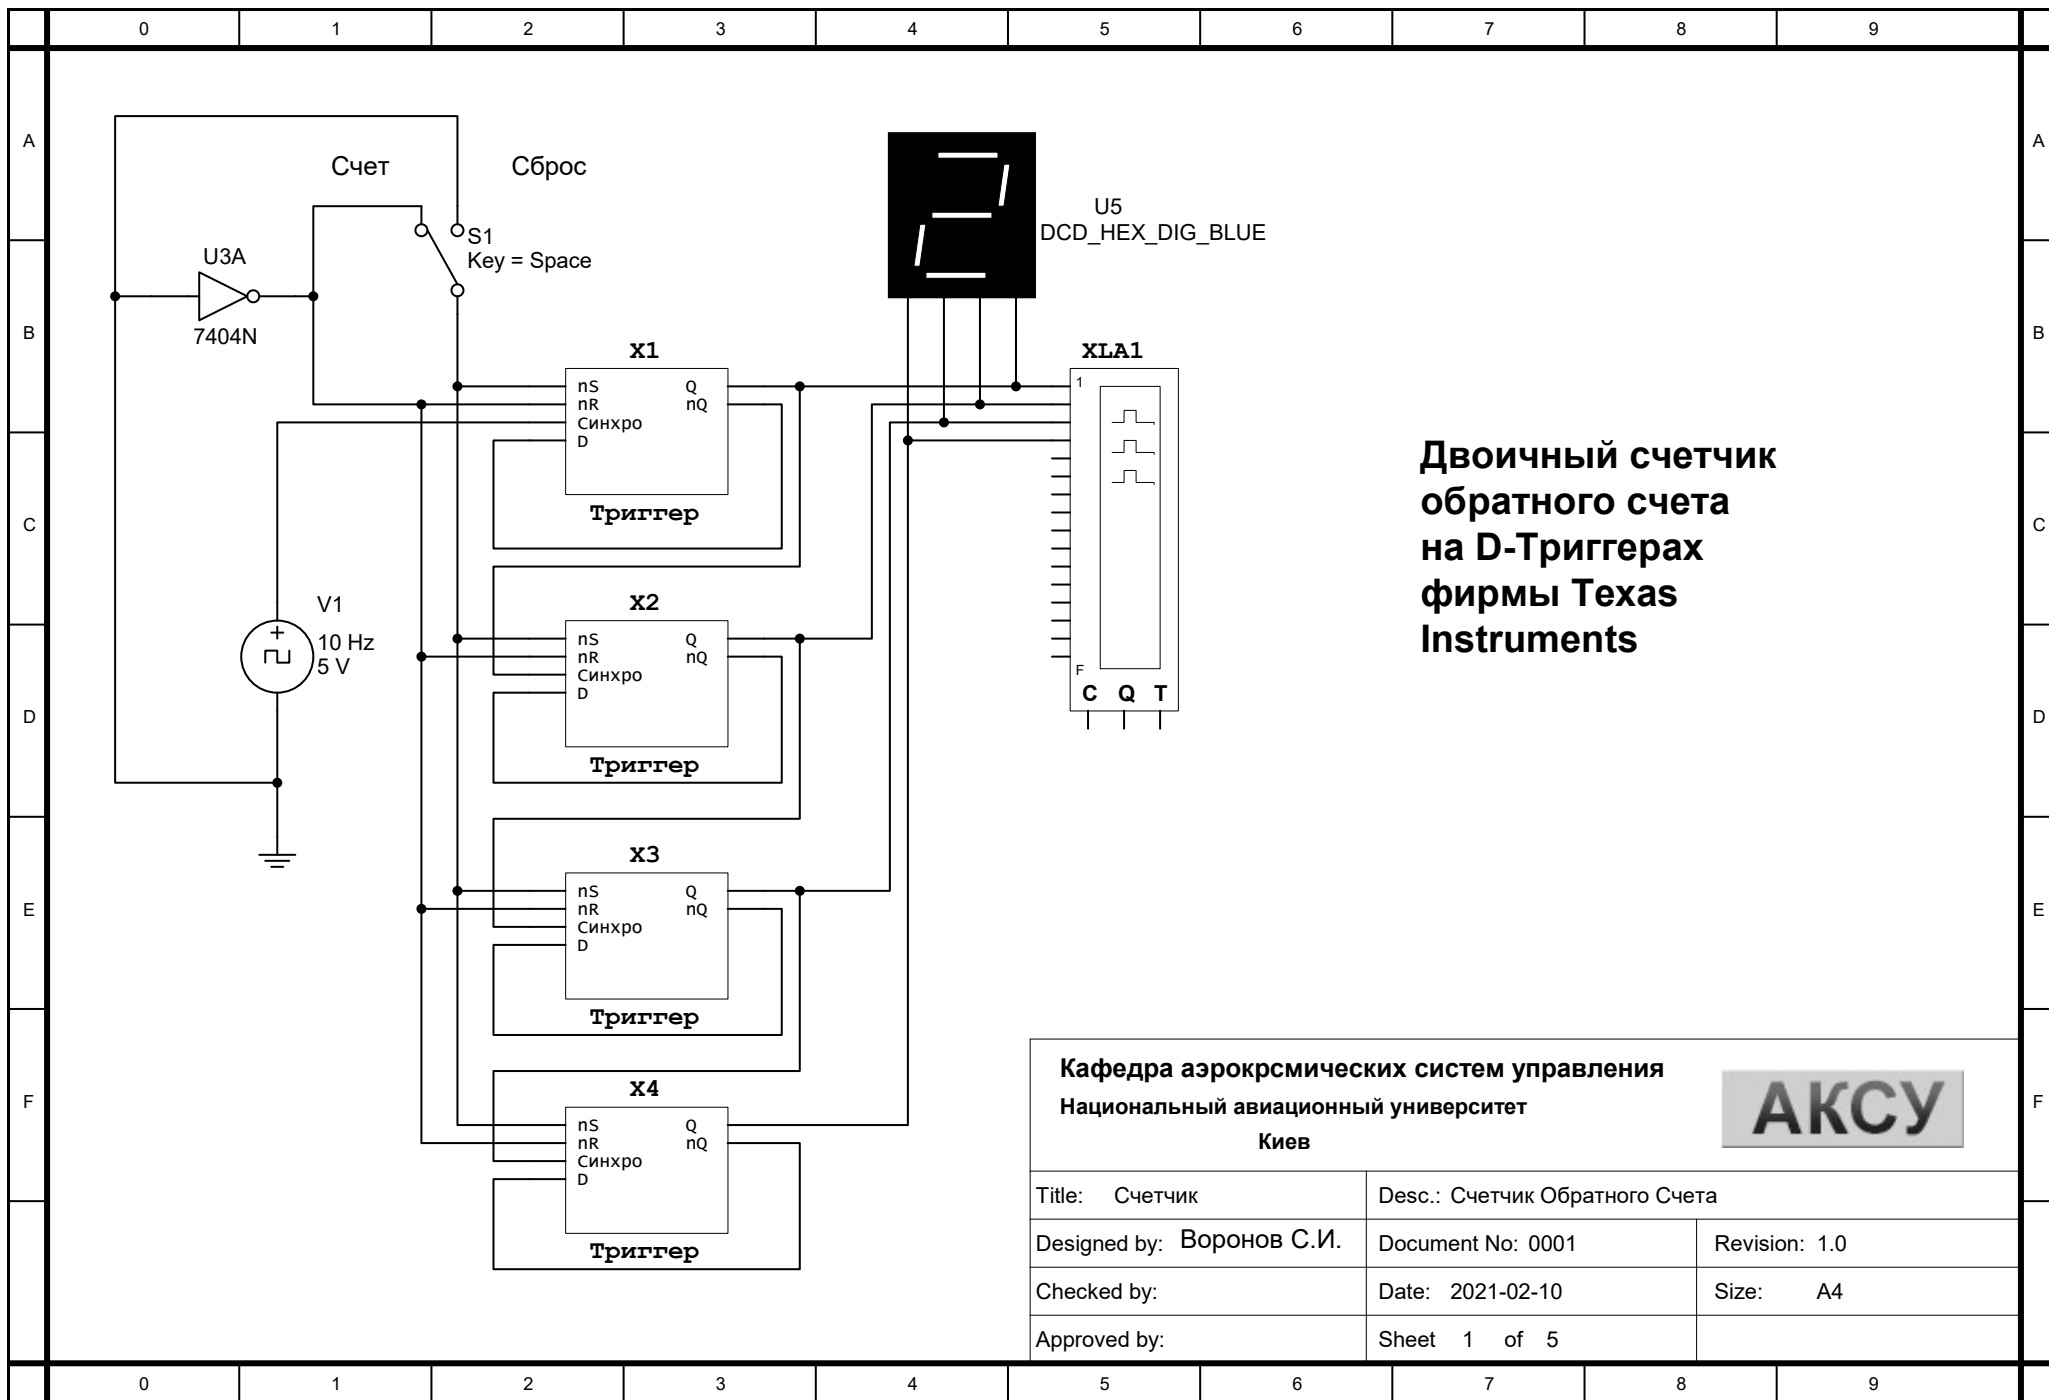 0 1 2 3 4 5 6 7 8 9
A A
Счет Сброс
U5
DCD_HEX_DIG_BLUE
S1
Key = Space
U3A
7404N
B B
X1
nS Q
nR nQ
Синхро
D
Триггер
XLA1
1
F
C Q T
Двоичный счетчик
обратного счета
на D-Триггерах
фирмы Texas
Instruments
C C
V1
10 Hz
5 V
X2
nS Q
nR nQ
Синхро
D
Триггер
D D
X3
nS Q
nR nQ
Синхро
D
Триггер
E E
X4
nS Q
nR nQ
Синхро
D
Триггер
F F
Кафедра аэрокрсмических систем управления
Национальный авиационный университет
Киев
АКСУ
Title: Счетчик Desc.: Счетчик Обратного Счета
Designed by: Воронов С.И. Document No: 0001 Revision: 1.0
Checked by: Date: 2021-02-10 Size: A4
Approved by: Sheet 1 of 5
0 1 2 3 4 5 6 7 8 9